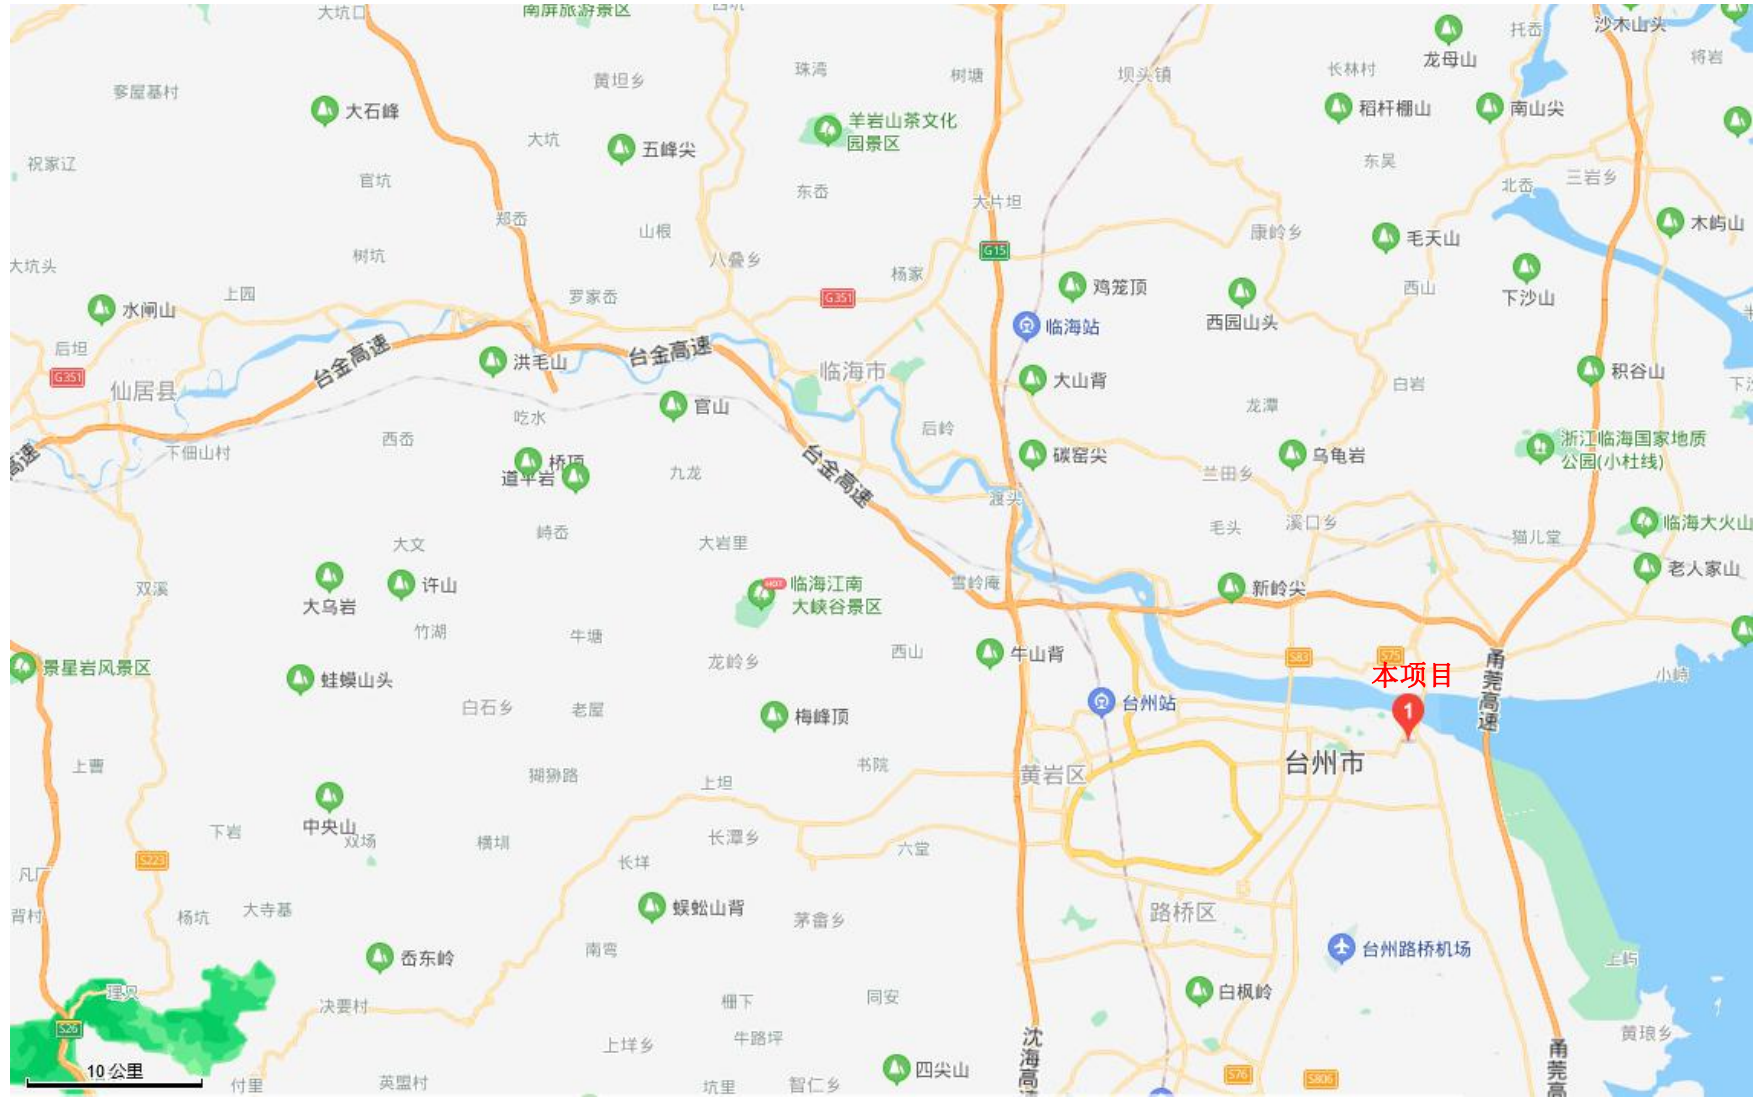 大坑口
南屏旅游景区
西坑
托岙
沙木山头
龙母山
将岩
黄坦乡
珠湾
树塘
坝头镇
长林村
奓屋基村
大石峰
羊岩山茶文化
园景区
稻杆棚山
南山尖
大坑
五峰尖
祝家辽
官坑
东岙
东吴
三岩乡
北岙
郑岙
山根
大片坦
康岭乡
毛天山
木屿山
G15
树坑
八叠乡
杨家
大坑头
上园
罗家岙
G351
鸡笼顶
西山
下沙山
水闸山
临海站
西园山头
后坦
台金高速
台金高速
G351
仙居县
洪毛山
临海市
大山背
白岩
积谷山
官山
龙潭
吃水
西岙
后岭
下佃山村
高速
桥顶
道平岩
九龙
台金高速
碳窑尖
兰田乡
乌龟岩
浙江临海国家地质
公园(小杜线)
渡头
峙岙
大文
大岩里
毛头
溪口乡
猫儿堂
临海大火山
双溪
大乌岩
许山
HOT
临海江南
大峡谷景区
雪岭庵
新岭尖
老人家山
竹湖
牛塘
龙岭乡
西山
牛山背
S83
S75
甬莞高速
景星岩风景区
蛙蟆山头
本项目
小峙
白石乡
老屋
梅峰顶
台州站
1
上曹
猢狲路
上坦
书院
黄岩区
台州市
中央山
下岩
双场
横圳
长潭乡
六堂
S223
长垟
杨坑
大寺基
蜈蚣山背
茅畲乡
路桥区
背村
岙东岭
南弯
台州路桥机场
上屿
理只
决要村
栅下
同安
白枫岭
S26
上垟乡
牛路坪
沈海高速
甬莞高
黄琅乡
10公里
付里
英盟村
坑里
智仁乡
四尖山
S76
S806